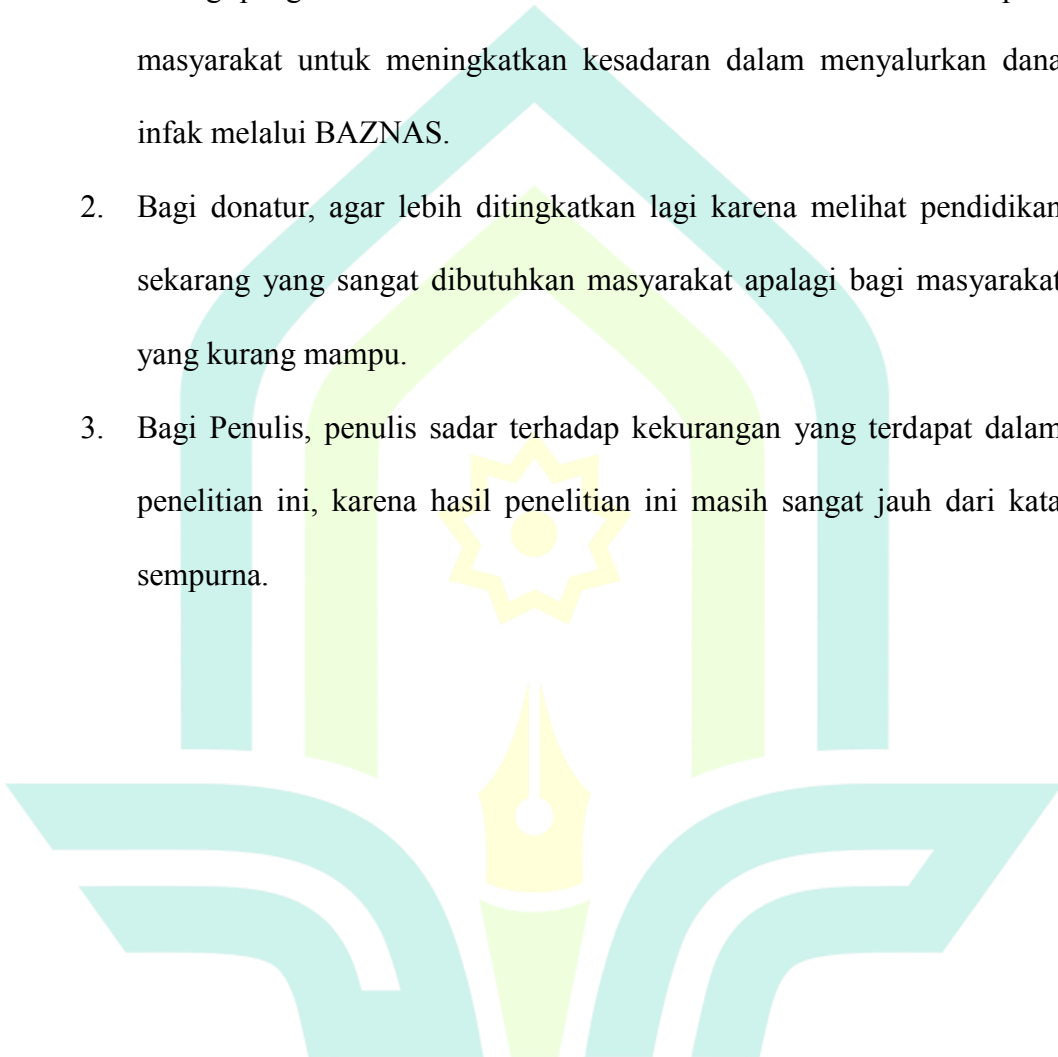 masyarakat untuk meningkatkan kesadaran dalam menyalurkan dana
infak melalui BAZNAS.
2. Bagi donatur, agar lebih ditingkatkan lagi karena melihat pendidikan
sekarang yang sangat dibutuhkan masyarakat apalagi bagi masyarakat
yang kurang mampu.
3. Bagi Penulis, penulis sadar terhadap kekurangan yang terdapat dalam
penelitian ini, karena hasil penelitian ini masih sangat jauh dari kata
sempurna.